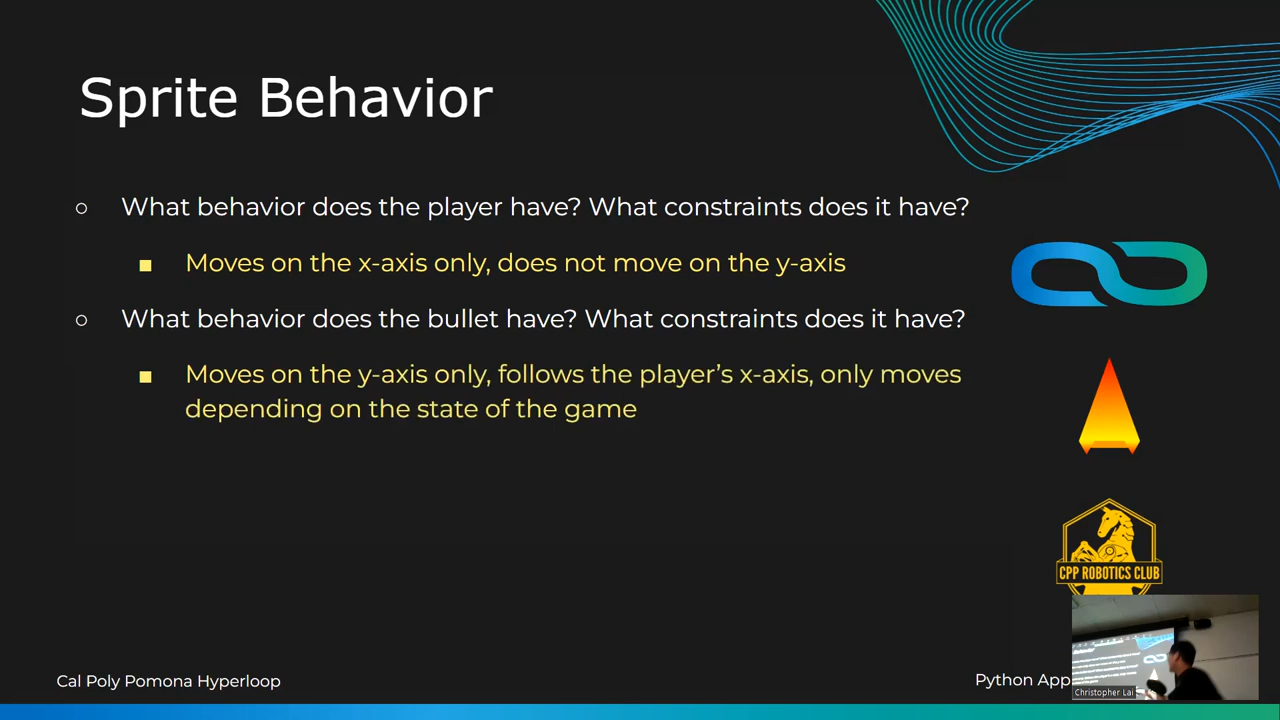 Sprite Behavior
○ What behavior does the player have? What constraints does it have?
■ Moves on the x-axis only, does not move on the y-axis
○ What behavior does the bullet have? What constraints does it have?
■ Moves on the y-axis only, follows the player's x-axis, only moves
depending on the state of the game
CPP ROBOTICS CLUB
Cal Poly Pomona Hyperloop
Python App
Christopher Lai